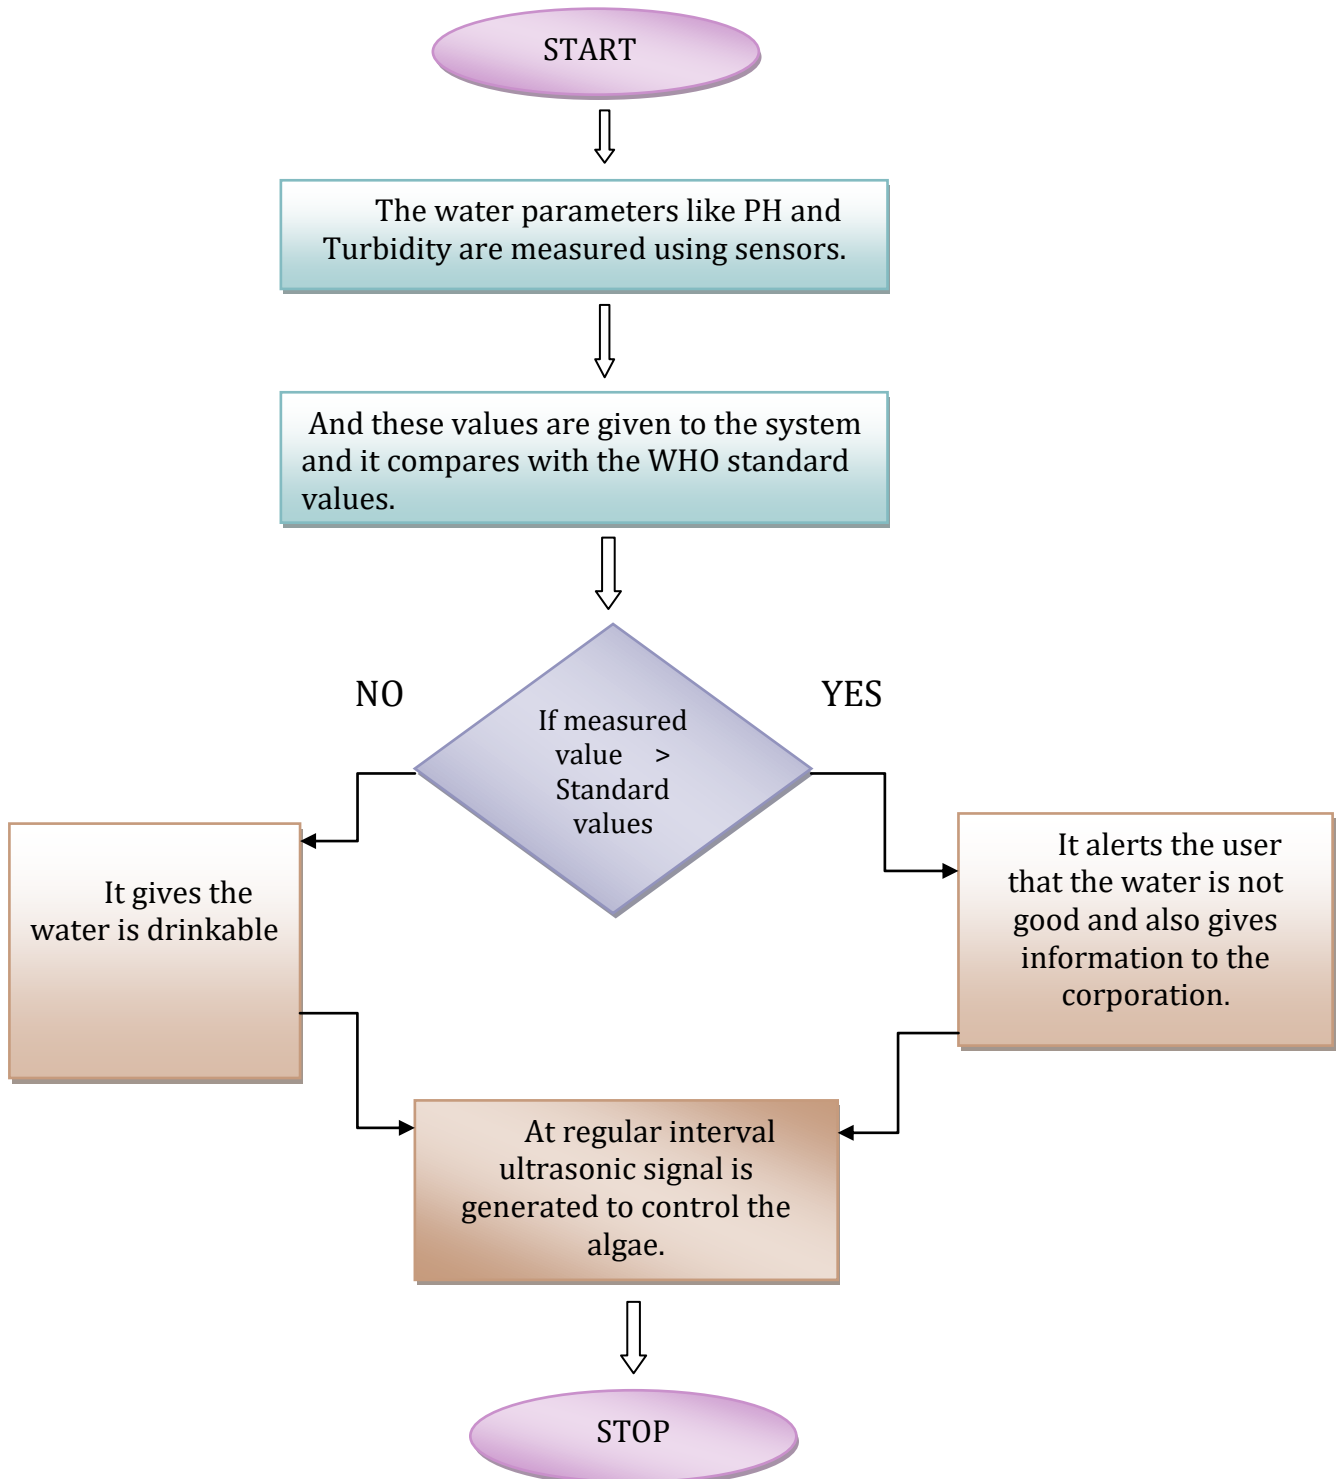 START
The water parameters like PH and
Turbidity are measured using sensors.
And these values are given to the system
and it compares with the WHO standard
values.
NO
YES
If measured
value >
Standard
values
It gives the
water is drinkable
It alerts the user
that the water is not
good and also gives
information to the
corporation.
At regular interval
ultrasonic signal is
generated to control the
algae.
STOP